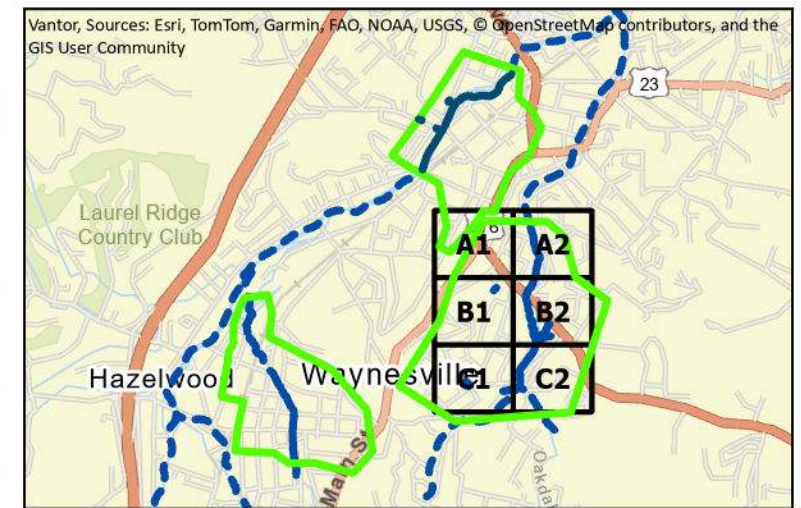 Vantor, Sources: Esri, TomTom, Garmin, FAO, NOAA, USGS, © OpenStreetMap contributors, and the
GIS User Community
23
Laurel Ridge
Country Club
6
A1 A2
B1 B2
Hazelwood Waynesville
C1 C2
Main St